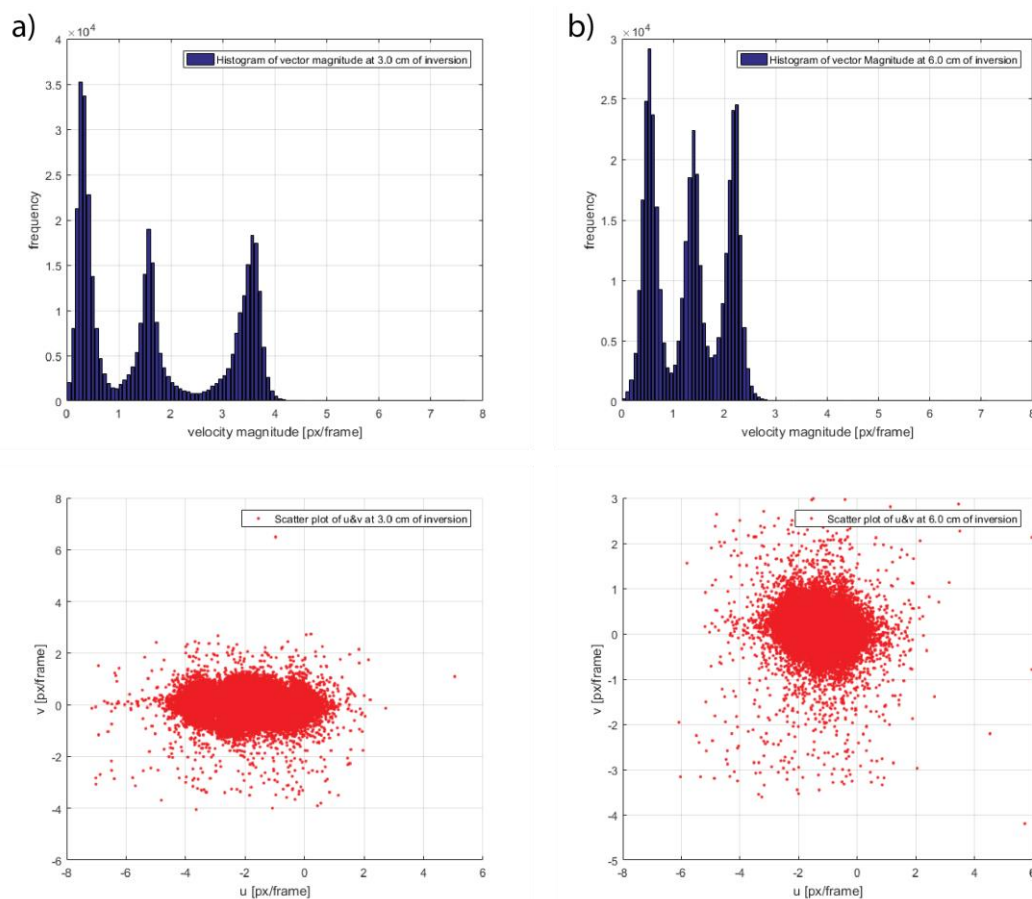 a)
×10⁴
Histogram of vector magnitude at 3.0 cm of inversion
4
3.5
3
2.5
2
1.5
1
0.5
0
frequency
0 1 2 3 4 5 6 7 8
velocity magnitude [px/frame]
b)
×10⁴
Histogram of vector Magnitude at 6.0 cm of inversion
3
2.5
2
1.5
1
0.5
0
frequency
0 1 2 3 4 5 6 7 8
velocity magnitude [px/frame]
Scatter plot of u&v at 3.0 cm of inversion
8
6
4
2
0
-2
-4
-6
v [px/frame]
-8 -6 -4 -2 0 2 4 6
u [px/frame]
Scatter plot of u&v at 6.0 cm of inversion
3
2
1
0
-1
-2
-3
-4
-5
v [px/frame]
-8 -6 -4 -2 0 2 4 6
u [px/frame]